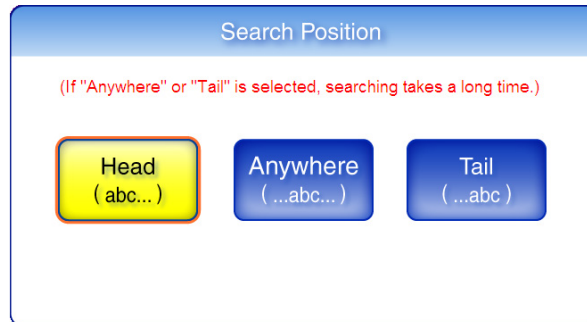 Search Position
(If "Anywhere" or "Tail" is selected, searching takes a long time.)
Head Anywhere Tail
( abc... ) ( ...abc... ) ( ...abc )